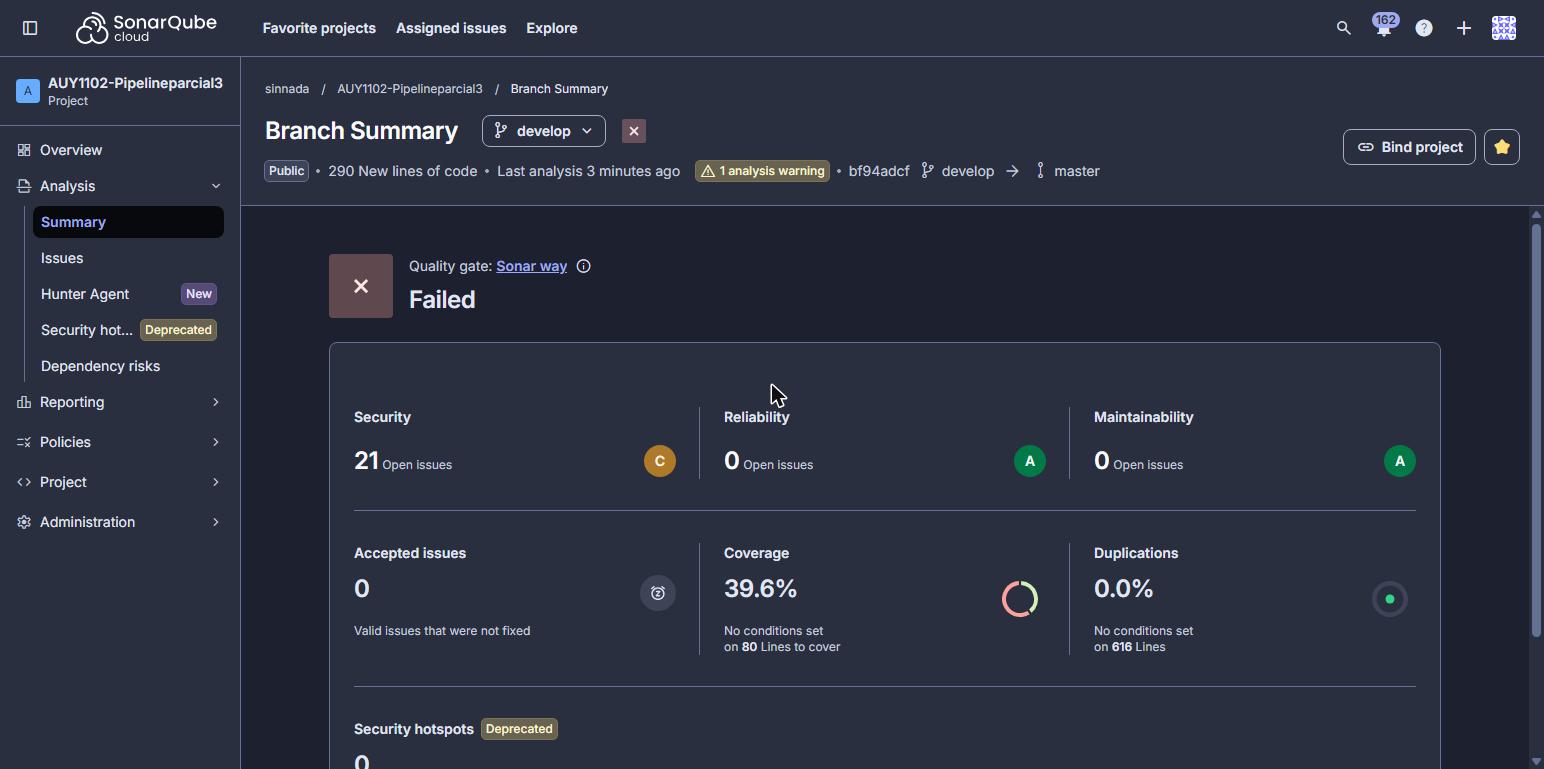 SonarQube cloud
Favorite projects
Assigned issues
Explore
162
?
A
AUY1102-Pipelineparcial3
Project
Overview
Analysis
Summary
Issues
Hunter Agent New
Security hot... Deprecated
Dependency risks
Reporting
Policies
Project
Administration
sinnada / AUY1102-Pipelineparcial3 / Branch Summary
Branch Summary
develop
Bind project
Public • 290 New lines of code • Last analysis 3 minutes ago 1 analysis warning • bf94adcf develop → master
Quality gate: Sonar way
Failed
Security
21 Open issues
C
Reliability
0 Open issues
A
Maintainability
0 Open issues
A
Accepted issues
0
Valid issues that were not fixed
Coverage
39.6%
No conditions set
on 80 Lines to cover
Duplications
0.0%
No conditions set
on 616 Lines
Security hotspots Deprecated
0